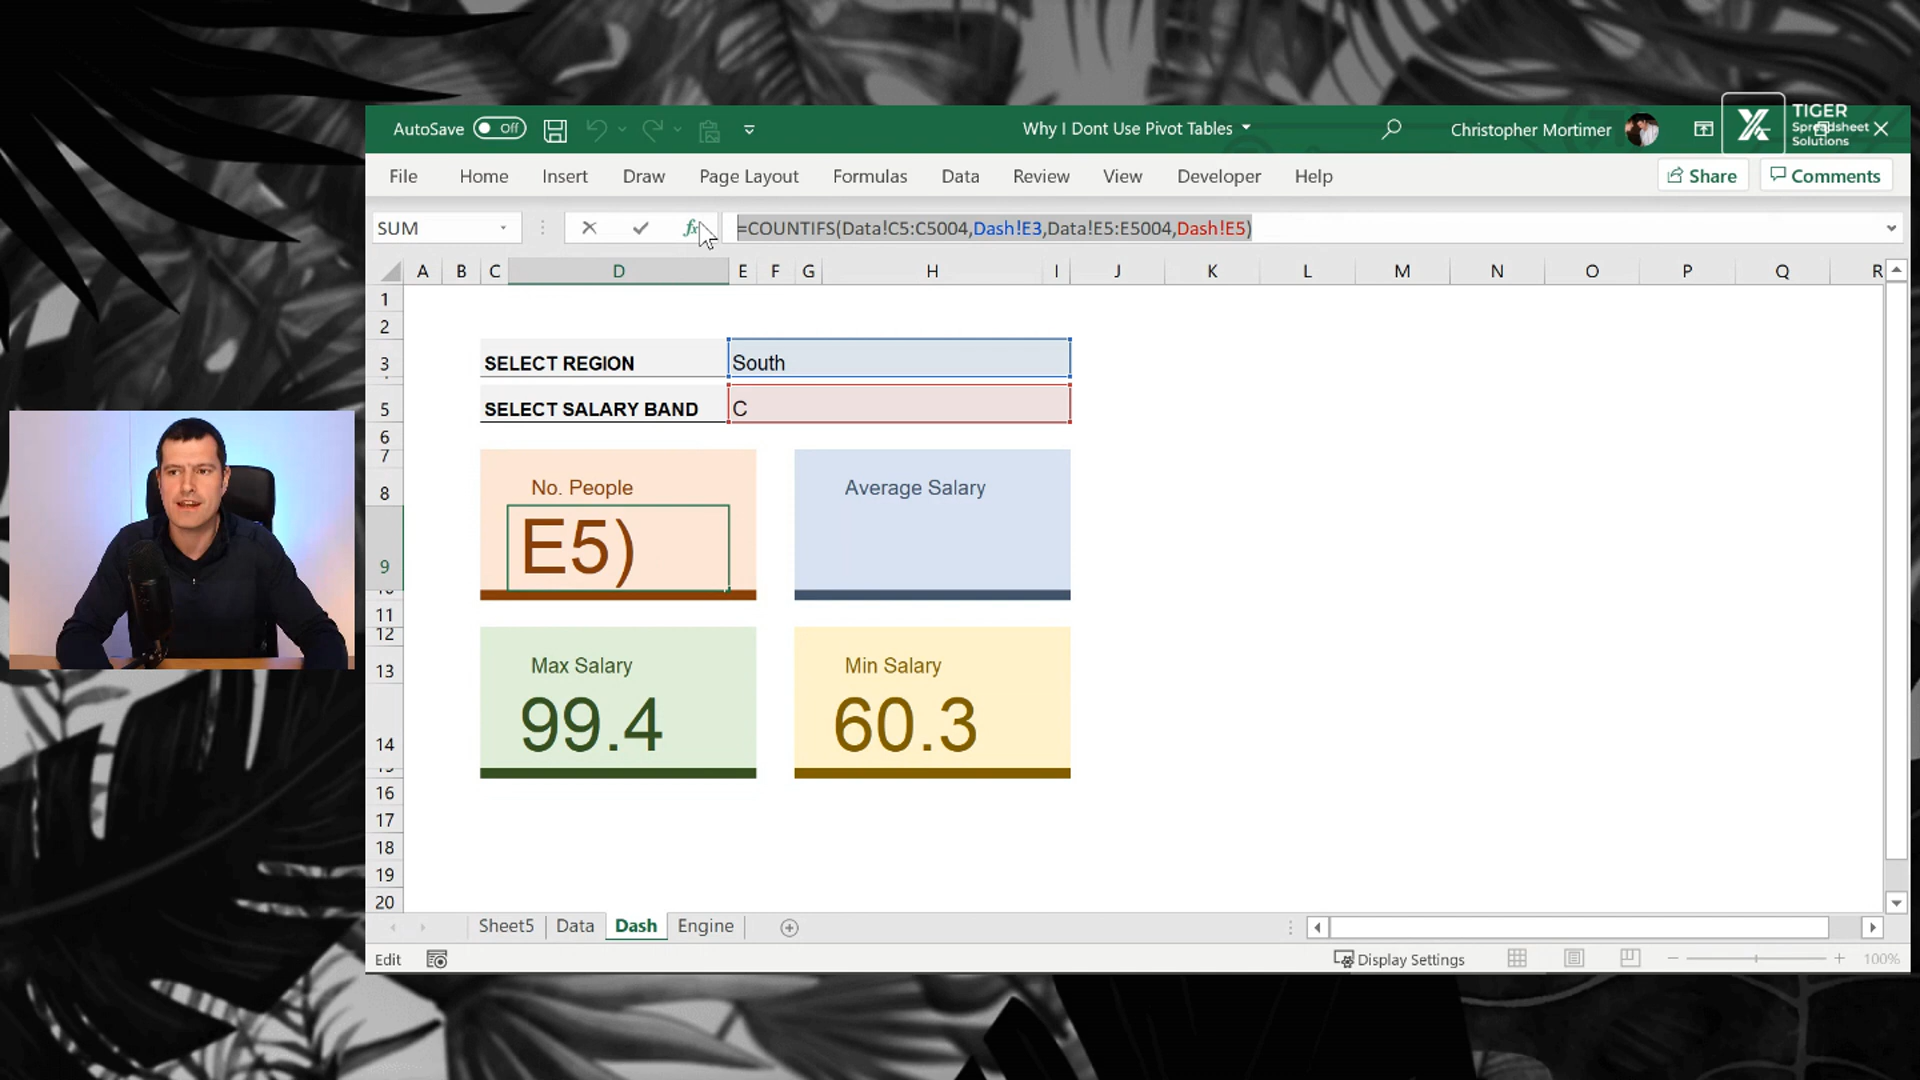 AutoSave Off Why I Dont Use Pivot Tables Christopher Mortimer
TIGER
Spreadsheet
Solutions
File Home Insert Draw Page Layout Formulas Data Review View Developer Help Share Comments
SUM fx =COUNTIFS(Data!C5:C5004,Dash!E3,Data!E5:E5004,Dash!E5)
A B C D E F G H I J K L M N O P Q R
1
2
3 SELECT REGION South
5 SELECT SALARY BAND C
6
7
8 No. People Average Salary
9 E5)
11
12
13 Max Salary Min Salary
14 99.4 60.3
16
17
18
19
20
Sheet5 Data Dash Engine
Edit Display Settings 100%